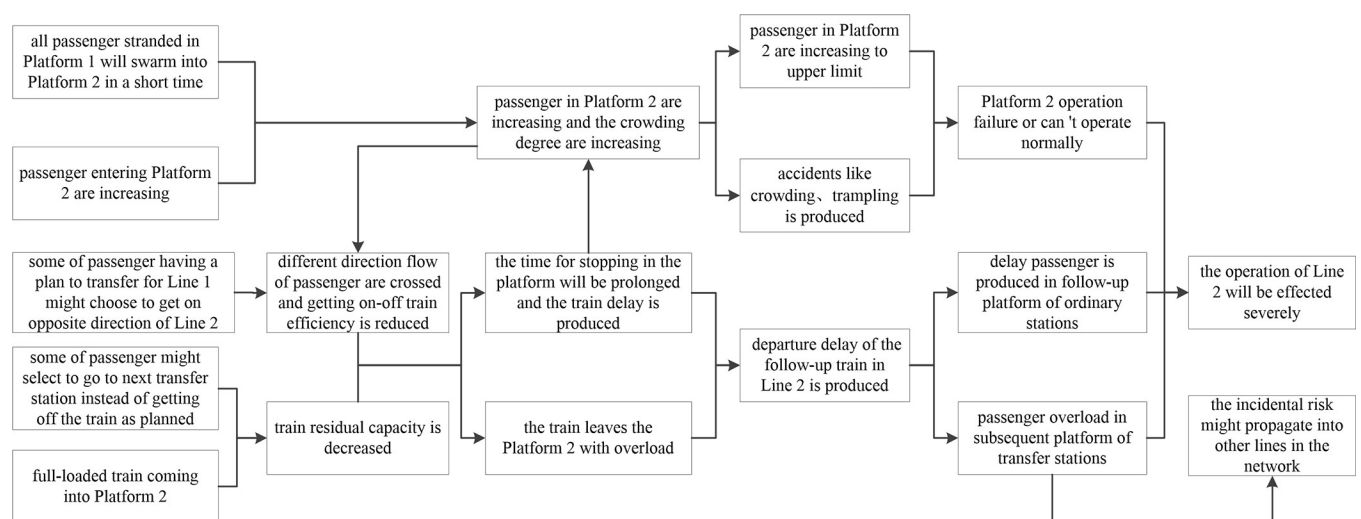 all passenger stranded in
Platform 1 will swarm into
Platform 2 in a short time
passenger entering Platform
2 are increasing
some of passenger having a
plan to transfer for Line 1
might choose to get on
opposite direction of Line 2
some of passenger might
select to go to next transfer
station instead of getting
off the train as planned
full-loaded train coming
into Platform 2
different direction flow
of passenger are crossed
and getting on-off train
efficiency is reduced
train residual capacity is
decreased
passenger in Platform 2 are
increasing and the crowding
degree are increasing
the time for stopping in the
platform will be prolonged
and the train delay is
produced
the train leaves the
Platform 2 with overload
passenger in Platform
2 are increasing to
upper limit
accidents like
crowding、trampling
is produced
departure delay of the
follow-up train in
Line 2 is produced
Platform 2 operation
failure or can 't operate
normally
delay passenger is
produced in follow-up
platform of ordinary
stations
passenger overload in
subsequent platform of
transfer stations
the operation of Line
2 will be effected
severely
the incidental risk
might propagate into
other lines in the
network